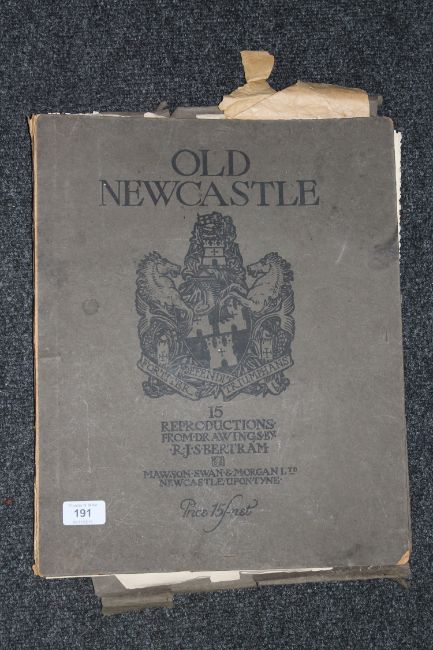 OLD
NEWCASTLE
FORTITER DEFENDIT TRIUMPHANS
15
REPRODUCTIONS
FROM DRAWINGS BY
R·J·S·BERTRAM
MAWSON·SWAN·&·MORGAN LTD
NEWCASTLE·UPON·TYNE
Price 15/- net
191